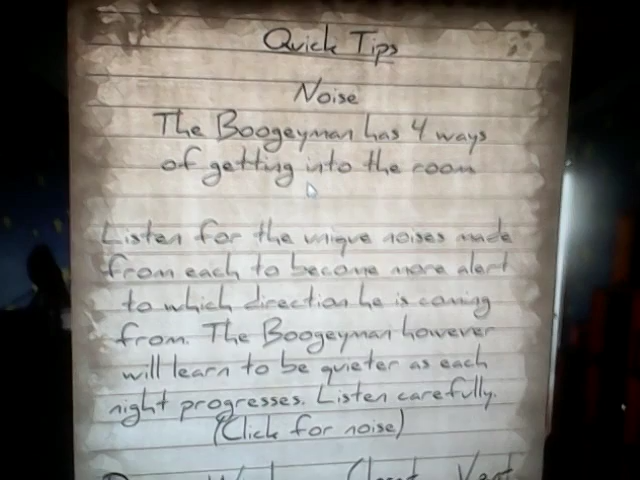 Quick Tips
Noise
The Boogeyman has 4 ways
of getting into the room
Listen for the unique noises made
from each to become more alert
to which direction he is coming
from. The Boogeyman however
will learn to be quieter as each
night progresses. Listen carefully.
(Click for noise)
Closet Vent